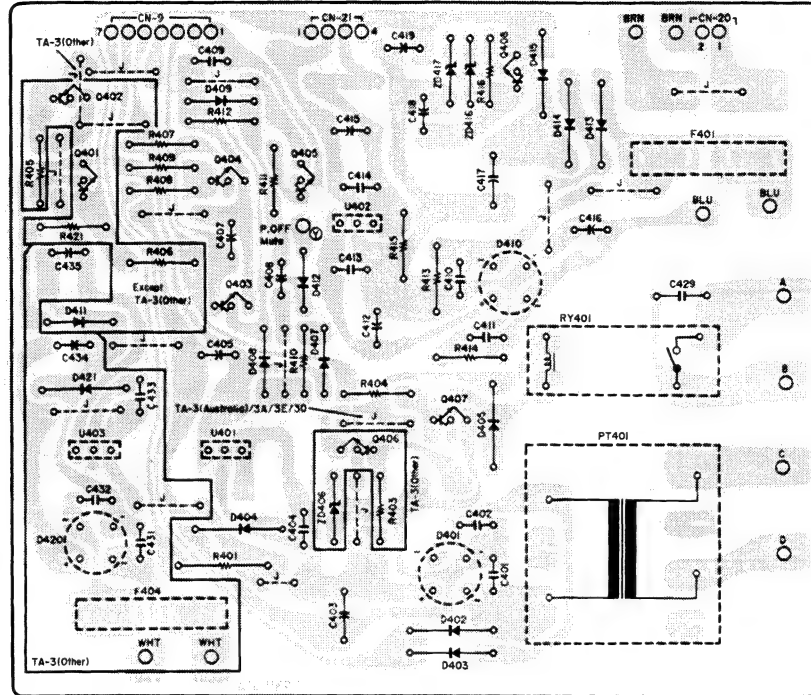 CN-9
7 1
CN-21
1 4
BRN BRN CN-20
2 1
TA-3(Other)
C409
C419
ZD417
ZD416
R416
Q408
D415
Q402
D409
R412
C418
D414
D413
C415
F401
R405
Q401
R407
R409
R408
Q404
R411
Q405
C417
J
C414
U402
BLU BLU
R421
C407
P.OFF
Mute
Y
C416
C435
R406
Except
TA-3(Other)
C406
D412
C413
R415
R413
C410
D410
Q403
C429
A
D411
C412
C411
RY401
C434
C405
D408
R410
D407
R414
B
D421
C433
R404
TA-3(Australia)/3A/3E/30
Q407
D405
U403
U401
Q406
PT401
C
TA-3(Other)
C432
ZD406
R403
D404
C404
C402
D4201
C431
R401
D401
C401
D
F404
C403
D402
TA-3(Other)
WHT WHT
D403